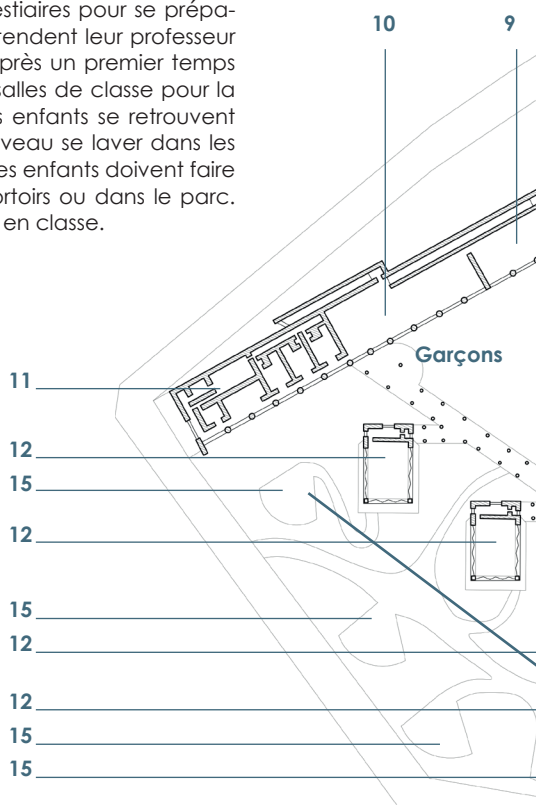 estiaires pour se prépa-
tendent leur professeur
près un premier temps
salles de classe pour la
s enfants se retrouvent
veau se laver dans les
es enfants doivent faire
ortoirs ou dans le parc.
en classe.
10
9
Garçons
11
12
15
12
15
12
12
15
15